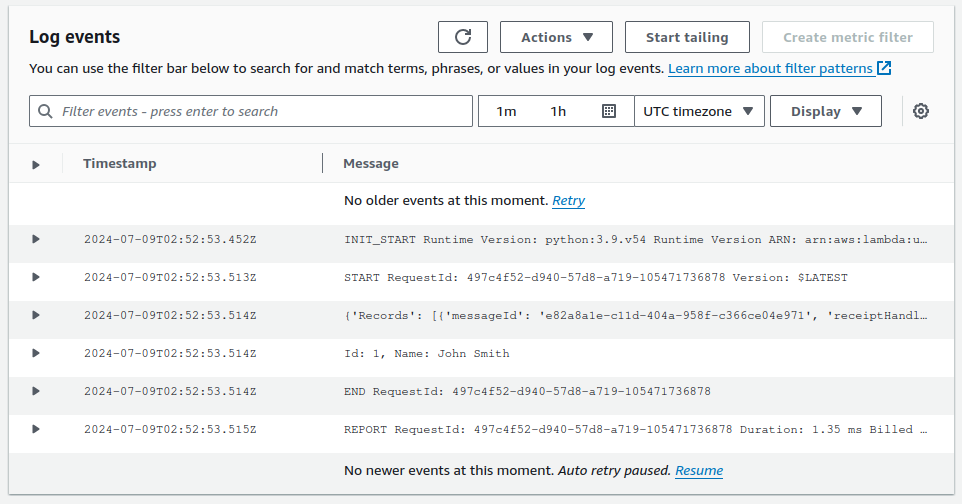 Log events
Actions
Start tailing
Create metric filter
You can use the filter bar below to search for and match terms, phrases, or values in your log events. Learn more about filter patterns
Filter events - press enter to search
1m
1h
UTC timezone
Display
Timestamp
Message
No older events at this moment. Retry
2024-07-09T02:52:53.452Z INIT_START Runtime Version: python:3.9.v54 Runtime Version ARN: arn:aws:lambda:u…
2024-07-09T02:52:53.513Z START RequestId: 497c4f52-d940-57d8-a719-105471736878 Version: $LATEST
2024-07-09T02:52:53.514Z {'Records': [{'messageId': 'e82a8a1e-c11d-404a-958f-c366ce04e971', 'receiptHandl…
2024-07-09T02:52:53.514Z Id: 1, Name: John Smith
2024-07-09T02:52:53.514Z END RequestId: 497c4f52-d940-57d8-a719-105471736878
2024-07-09T02:52:53.515Z REPORT RequestId: 497c4f52-d940-57d8-a719-105471736878 Duration: 1.35 ms Billed …
No newer events at this moment. Auto retry paused. Resume